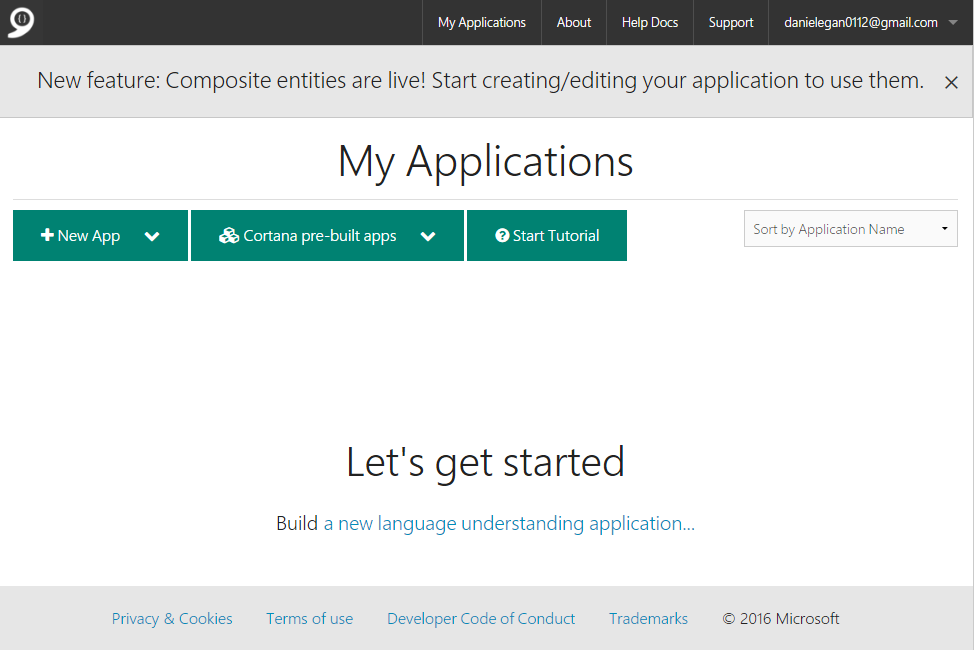 My Applications About Help Docs Support danielegan0112@gmail.com
New feature: Composite entities are live! Start creating/editing your application to use them.
My Applications
New App Cortana pre-built apps Start Tutorial Sort by Application Name
Let's get started
Build a new language understanding application...
Privacy & Cookies Terms of use Developer Code of Conduct Trademarks © 2016 Microsoft